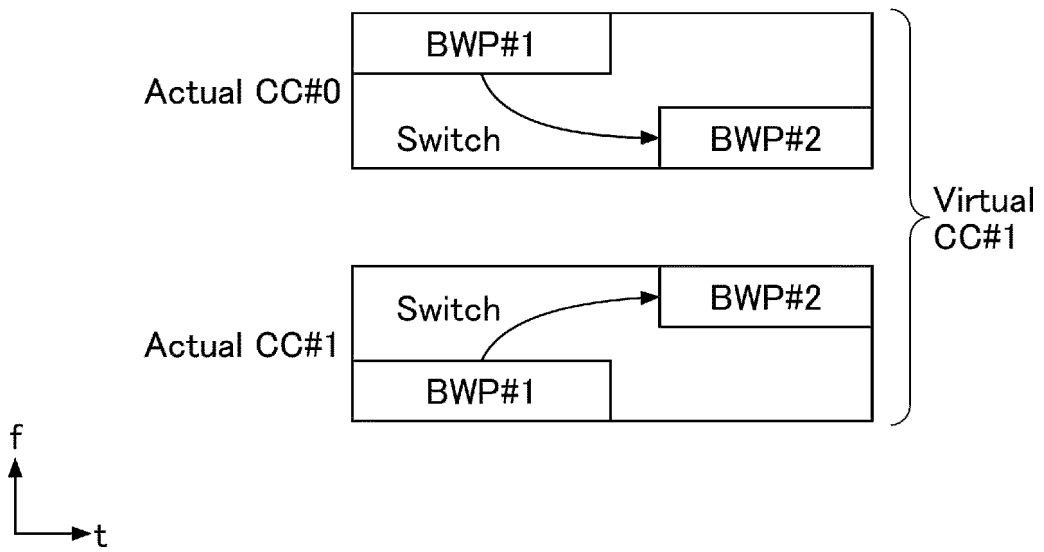 BWP#1
Actual CC#0
Switch
BWP#2
Virtual
CC#1
BWP#2
Switch
Actual CC#1
BWP#1
f
t